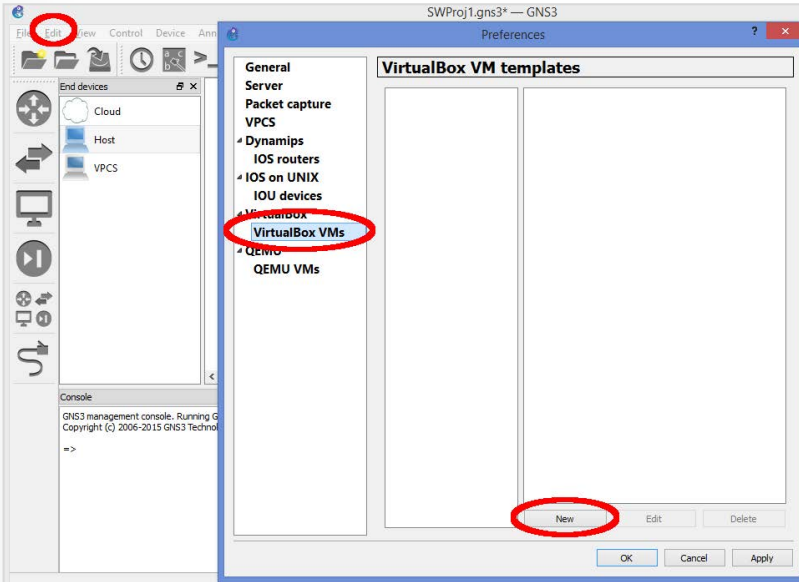 SWProj1.gns3* — GNS3
File Edit View Control Device Ann
End devices
Cloud
Host
VPCS
Console
GNS3 management console. Running G
Copyright (c) 2006-2015 GNS3 Technol
=>
Preferences
General
Server
Packet capture
VPCS
Dynamips
IOS routers
IOS on UNIX
IOU devices
VirtualBox
VirtualBox VMs
QEMU
QEMU VMs
VirtualBox VM templates
New Edit Delete
OK Cancel Apply